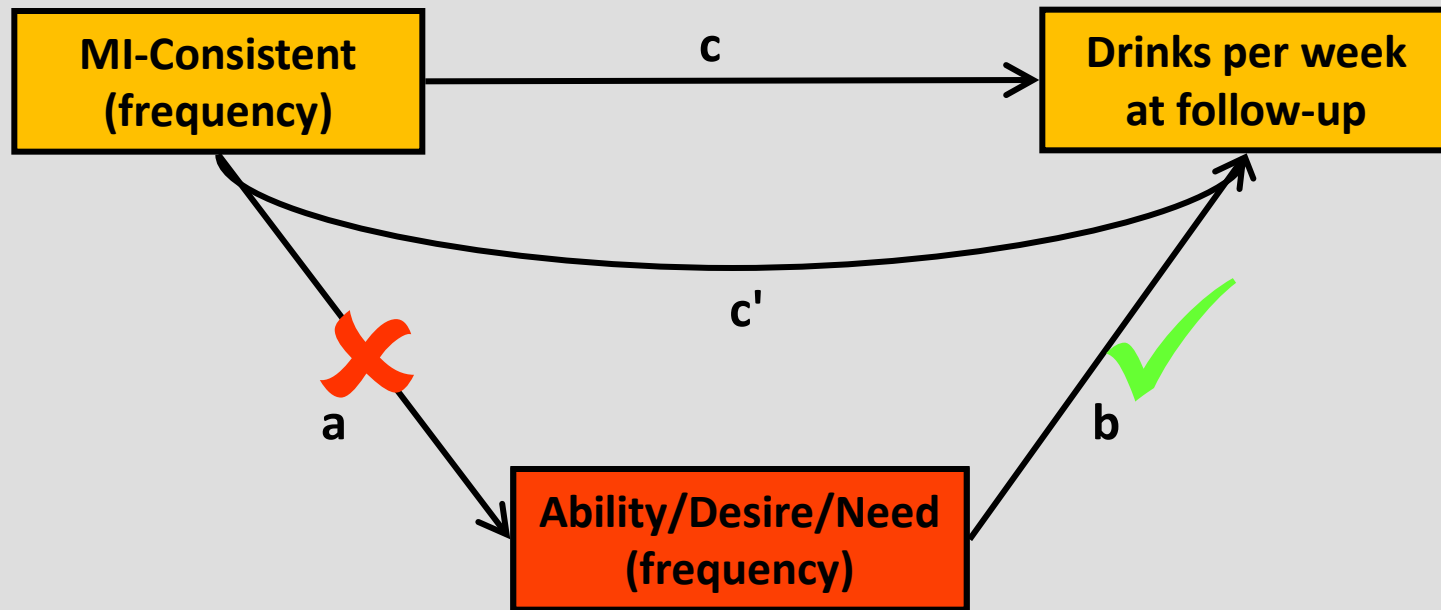 MI-Consistent
(frequency)
c
Drinks per week
at follow-up
c'
a
b
Ability/Desire/Need
(frequency)